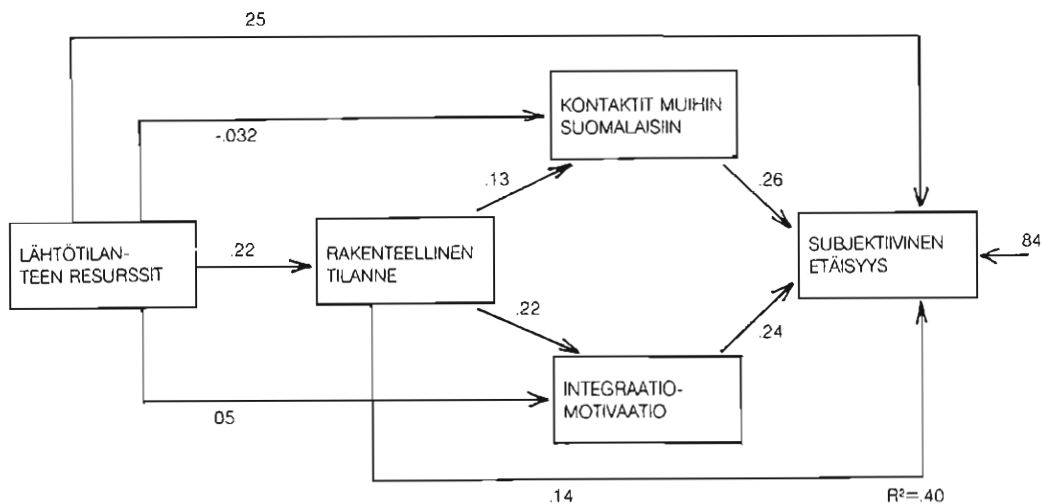 25
KONTAKTIT MUIHIN
SUOMALAISIIN
-.032
.13
.26
LÄHTÖTILAN-
TEEN RESURSSIT
.22
RAKENTEELLINEN
TILANNE
SUBJEKTIIVINEN
ETÄISYYS
84
.22
.24
INTEGRAATIO-
MOTIVAATIO
05
.14
R²=.40